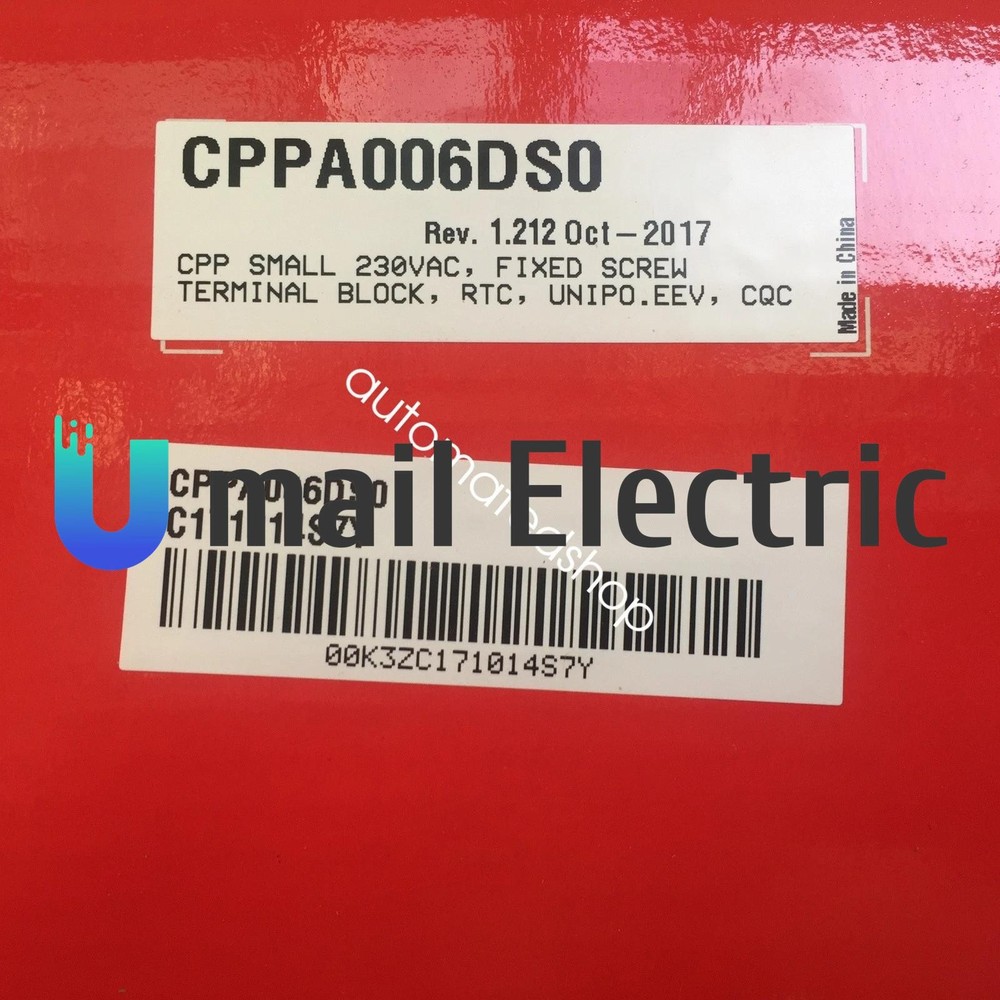 CPPA006DS0
Rev. 1.212 Oct-2017
CPP SMALL 230VAC, FIXED SCREW
TERMINAL BLOCK, RTC, UNIPO.EEV, CQC
Made in China
automatedshop
Umail Electric
CPPA006DS0
00K3ZC171014S7Y